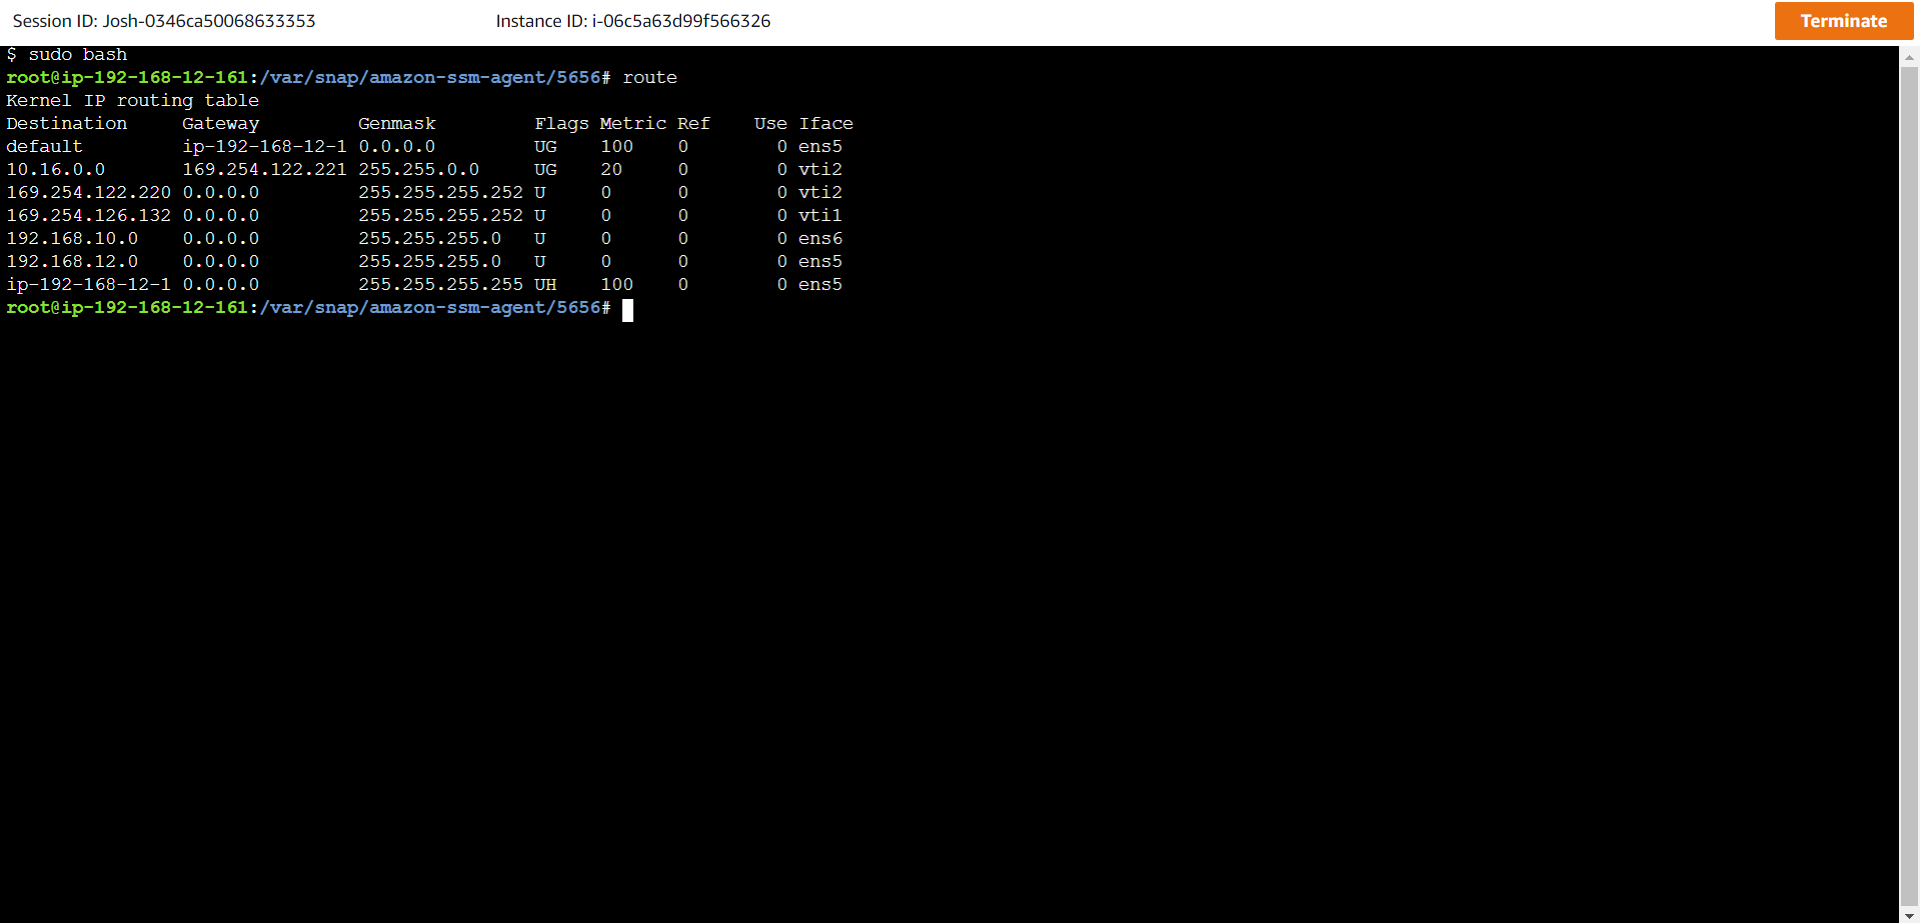 Session ID: Josh-0346ca50068633353 Instance ID: i-06c5a63d99f566326 Terminate
$ sudo bash
root@ip-192-168-12-161:/var/snap/amazon-ssm-agent/5656# route
Kernel IP routing table
Destination     Gateway         Genmask         Flags Metric Ref    Use Iface
default         ip-192-168-12-1 0.0.0.0         UG    100    0        0 ens5
10.16.0.0       169.254.122.221 255.255.0.0     UG    20     0        0 vti2
169.254.122.220 0.0.0.0         255.255.255.252 U     0      0        0 vti2
169.254.126.132 0.0.0.0         255.255.255.252 U     0      0        0 vti1
192.168.10.0    0.0.0.0         255.255.255.0   U     0      0        0 ens6
192.168.12.0    0.0.0.0         255.255.255.0   U     0      0        0 ens5
ip-192-168-12-1 0.0.0.0         255.255.255.255 UH    100    0        0 ens5
root@ip-192-168-12-161:/var/snap/amazon-ssm-agent/5656#